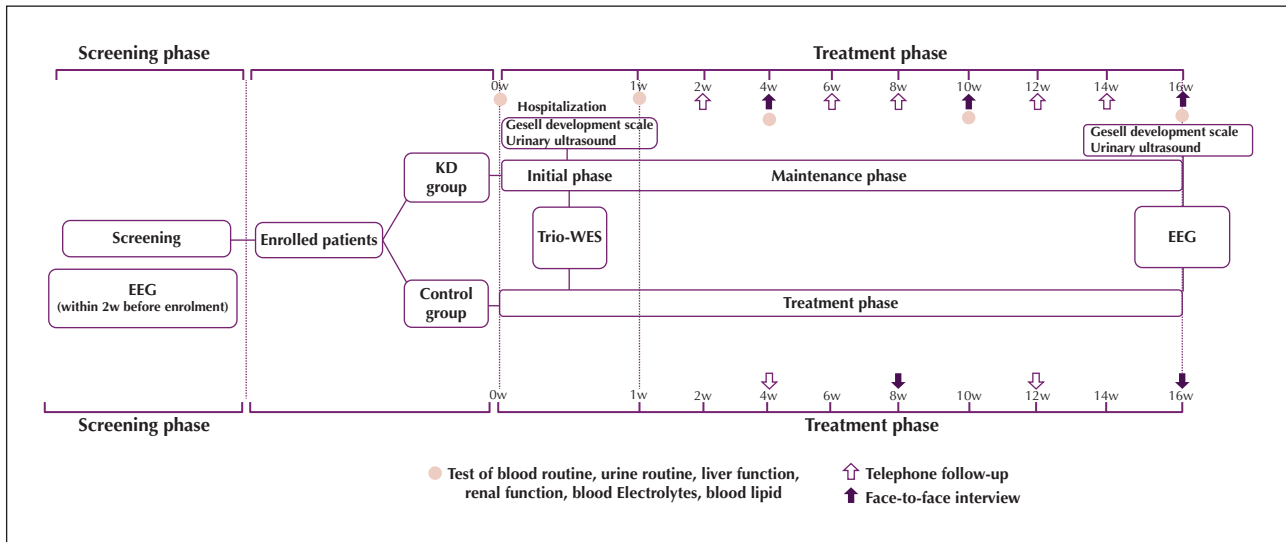 Screening phase
Treatment phase
0w 1w 2w 4w 6w 8w 10w 12w 14w 16w
Hospitalization
Gesell development scale
Urinary ultrasound
Gesell development scale
Urinary ultrasound
KD
group
Initial phase
Maintenance phase
Screening
Enrolled patients
Trio-WES
EEG
EEG
(within 2w before enrolment)
Control
group
Treatment phase
0w 1w 2w 4w 6w 8w 10w 12w 14w 16w
Screening phase
Treatment phase
Test of blood routine, urine routine, liver function,
renal function, blood Electrolytes, blood lipid
Telephone follow-up
Face-to-face interview